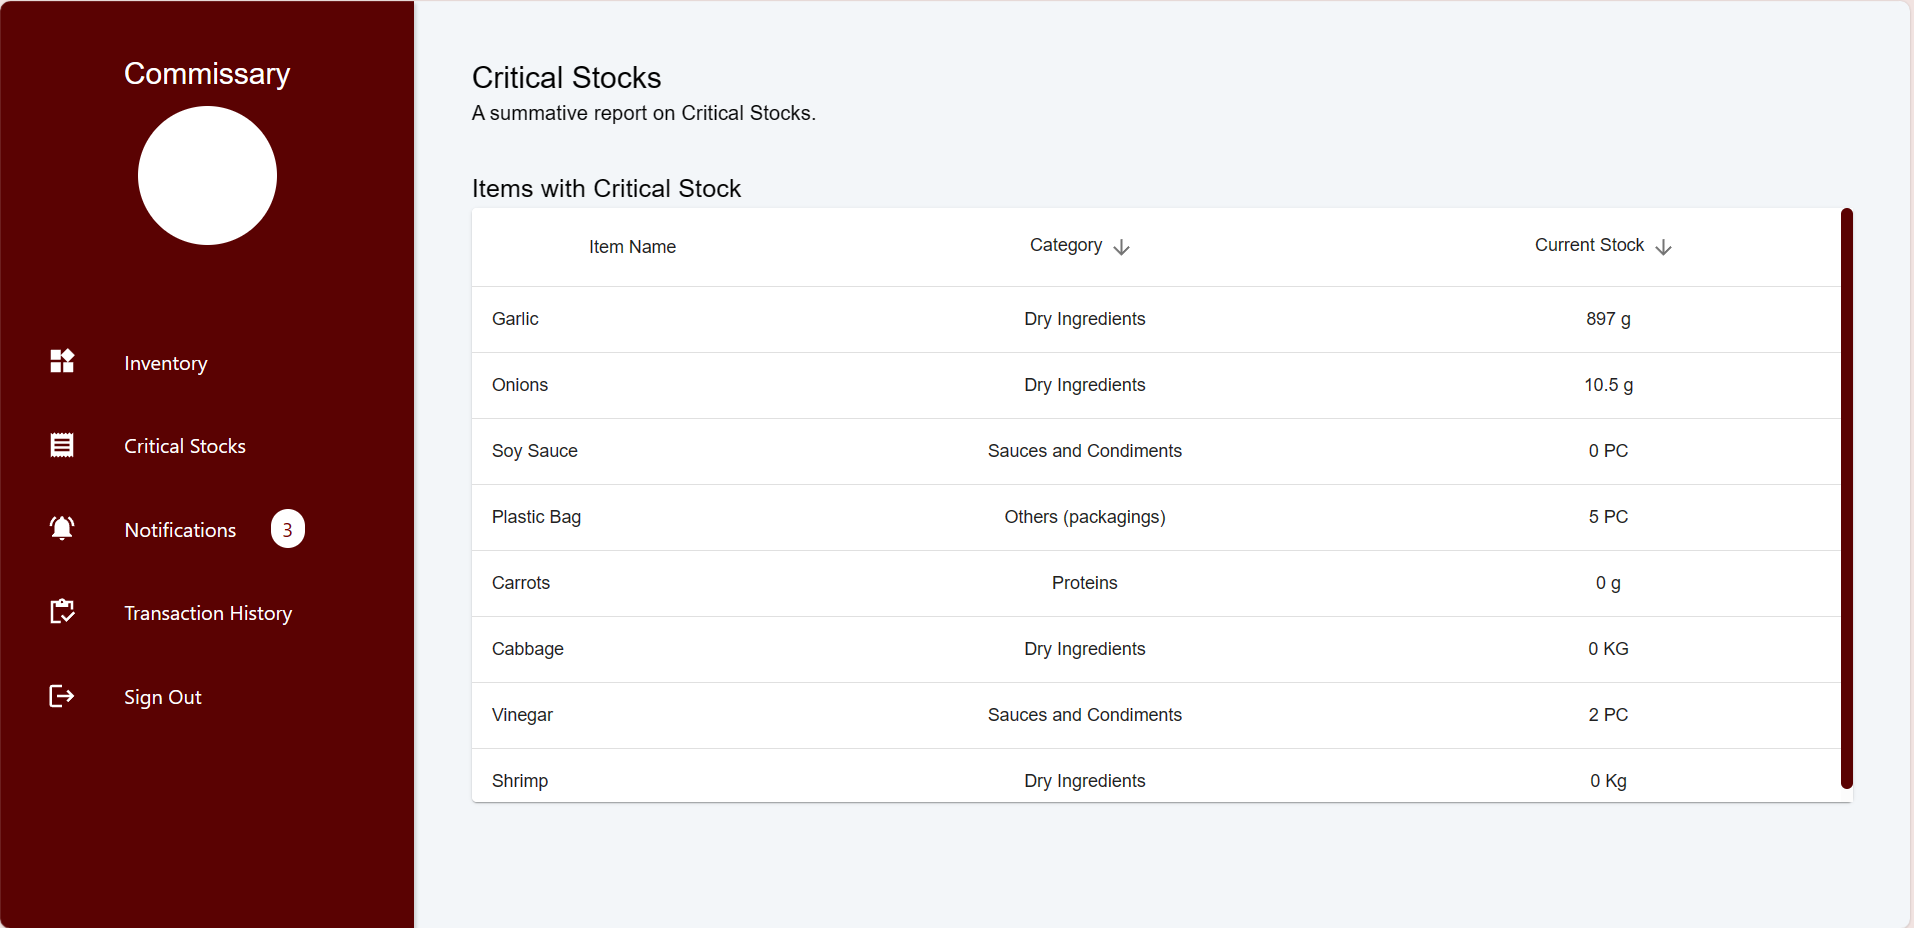 Commissary
Inventory
Critical Stocks
Notifications 3
Transaction History
Sign Out
Critical Stocks
A summative report on Critical Stocks.
Items with Critical Stock
Item Name Category Current Stock
Garlic Dry Ingredients 897 g
Onions Dry Ingredients 10.5 g
Soy Sauce Sauces and Condiments 0 PC
Plastic Bag Others (packagings) 5 PC
Carrots Proteins 0 g
Cabbage Dry Ingredients 0 KG
Vinegar Sauces and Condiments 2 PC
Shrimp Dry Ingredients 0 Kg